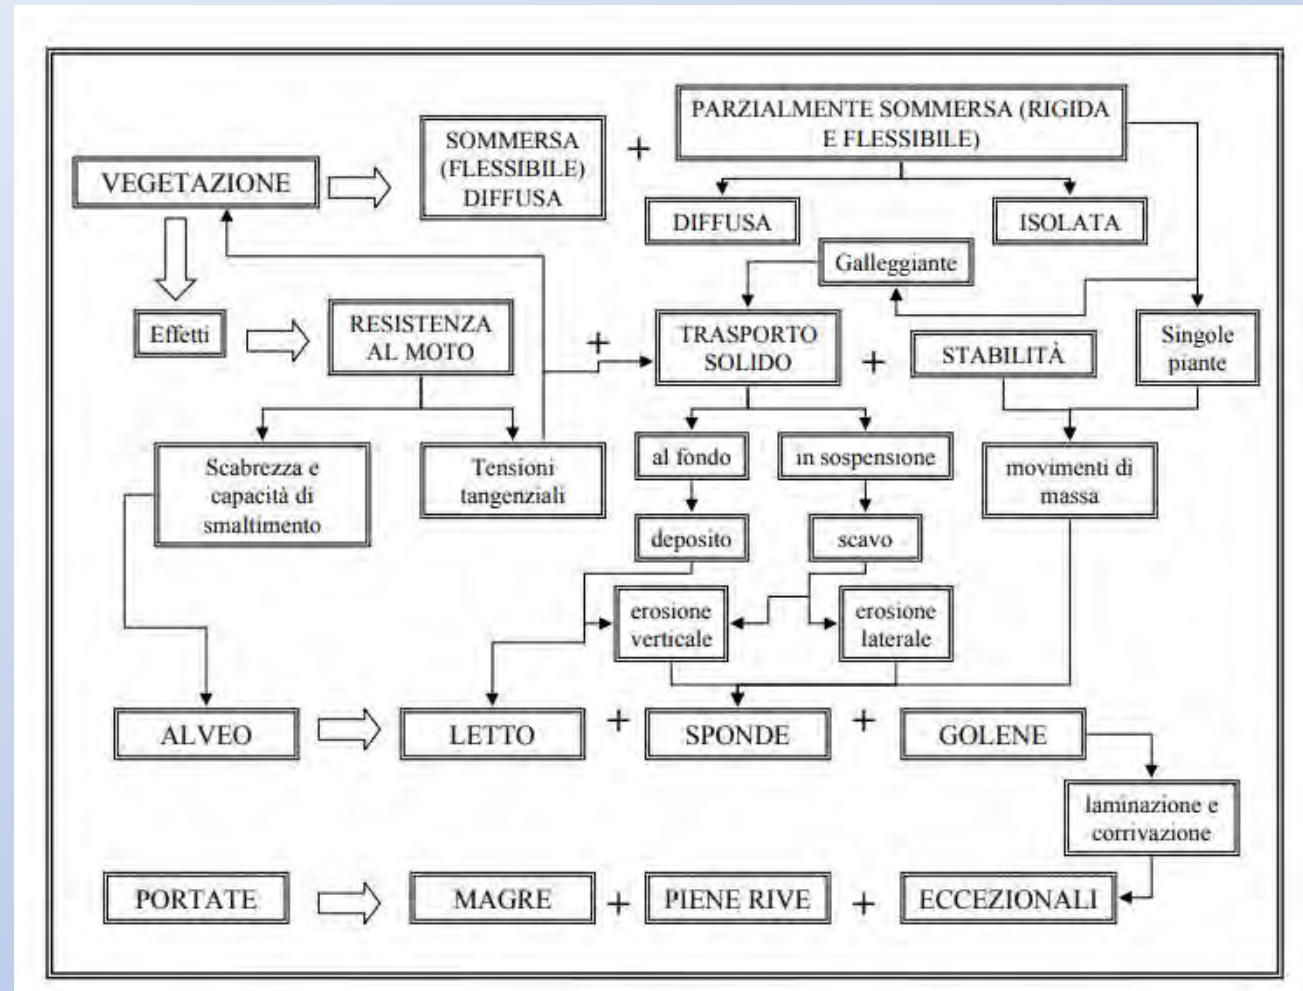 PARZIALMENTE SOMMERSA (RIGIDA
E FLESSIBILE)
SOMMERSA
(FLESSIBILE)
DIFFUSA
+
VEGETAZIONE
DIFFUSA
ISOLATA
Galleggiante
Effetti
RESISTENZA
AL MOTO
+
TRASPORTO
SOLIDO
+
STABILITÀ
Singole
piante
Scabrezza e
capacità di
smaltimento
Tensioni
tangenziali
al fondo
in sospensione
movimenti di
massa
deposito
scavo
erosione
verticale
erosione
laterale
ALVEO
LETTO
+
SPONDE
+
GOLENE
laminazione e
corrivazione
PORTATE
MAGRE
+
PIENE RIVE
+
ECCEZIONALI